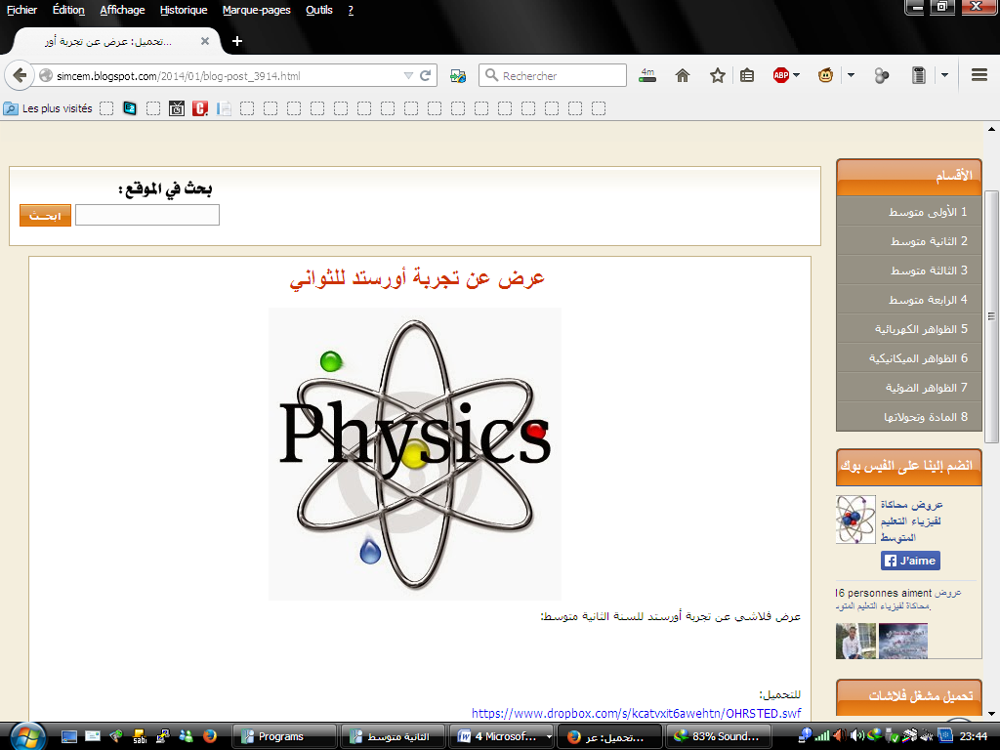 Fichier Édition Affichage Historique Marque-pages Outils ?
تحميل: عرض عن تجربة أور...
simcem.blogspot.com/2014/01/blog-post_3914.html
Rechercher
4m
ABP
Les plus visités
بحث في الموقع :
ابحث
عرض عن تجربة أورستد للثواني
Physics
عرض فلاشي عن تجربة أورستد للسنة الثانية متوسط:
للتحميل:
https://www.dropbox.com/s/kcatvxit6awehtn/OHRSTED.swf
الأقسام
1 الأولى متوسط
2 الثانية متوسط
3 الثالثة متوسط
4 الرابعة متوسط
5 الظواهر الكهربائية
6 الظواهر الميكانيكية
7 الظواهر الضوئية
8 المادة وتحولاتها
انضم إلينا على الفيس بوك
عروض محاكاة
لفيزياء التعليم
المتوسط
J'aime
16 personnes aiment عروض
محاكاة لفيزياء التعليم المتوسط.
تحميل مشغل فلاشات
sabi
Programs
الثانية متوسط
4 Microsof...
تحميل: عر...
83% Sound...
23:44